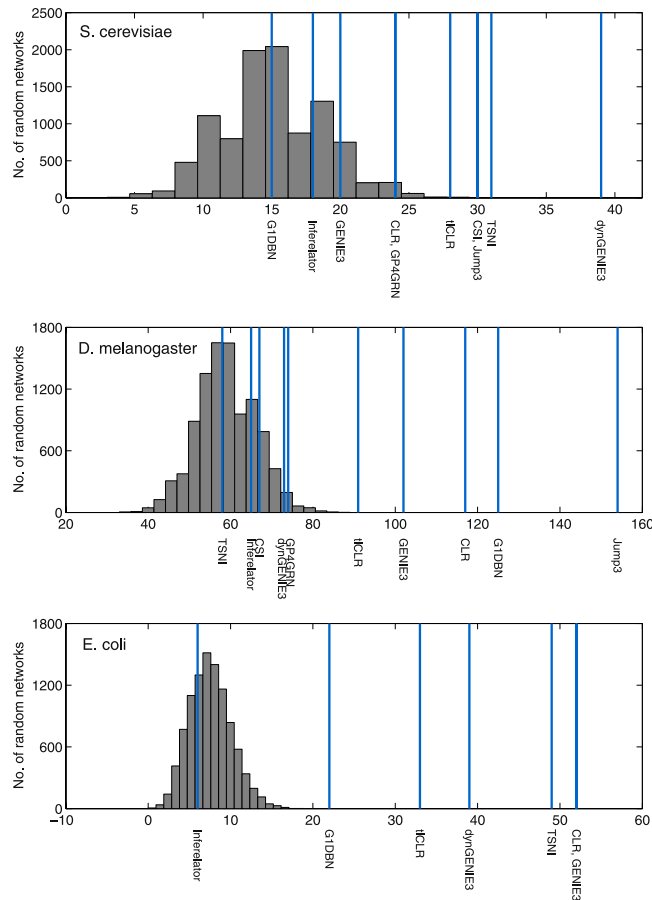 S. cerevisiae
No. of random networks
2500
2000
1500
1000
500
0
0 5 10 15 20 25 30 35 40
G1DBN
Inferelator
GENIE3
CLR, GP4GRN
tlCLR
CSI, Jump3
TSNI
dynGENIE3
D. melanogaster
No. of random networks
1800
1200
600
0
20 40 60 80 100 120 140 160
TSNI
Inferelator
CSI
dynGENIE3
GP4GRN
tlCLR
GENIE3
CLR
G1DBN
Jump3
E. coli
No. of random networks
1800
1200
600
0
−10 0 10 20 30 40 50 60
Inferelator
G1DBN
tlCLR
dynGENIE3
TSNI
CLR, GENIE3